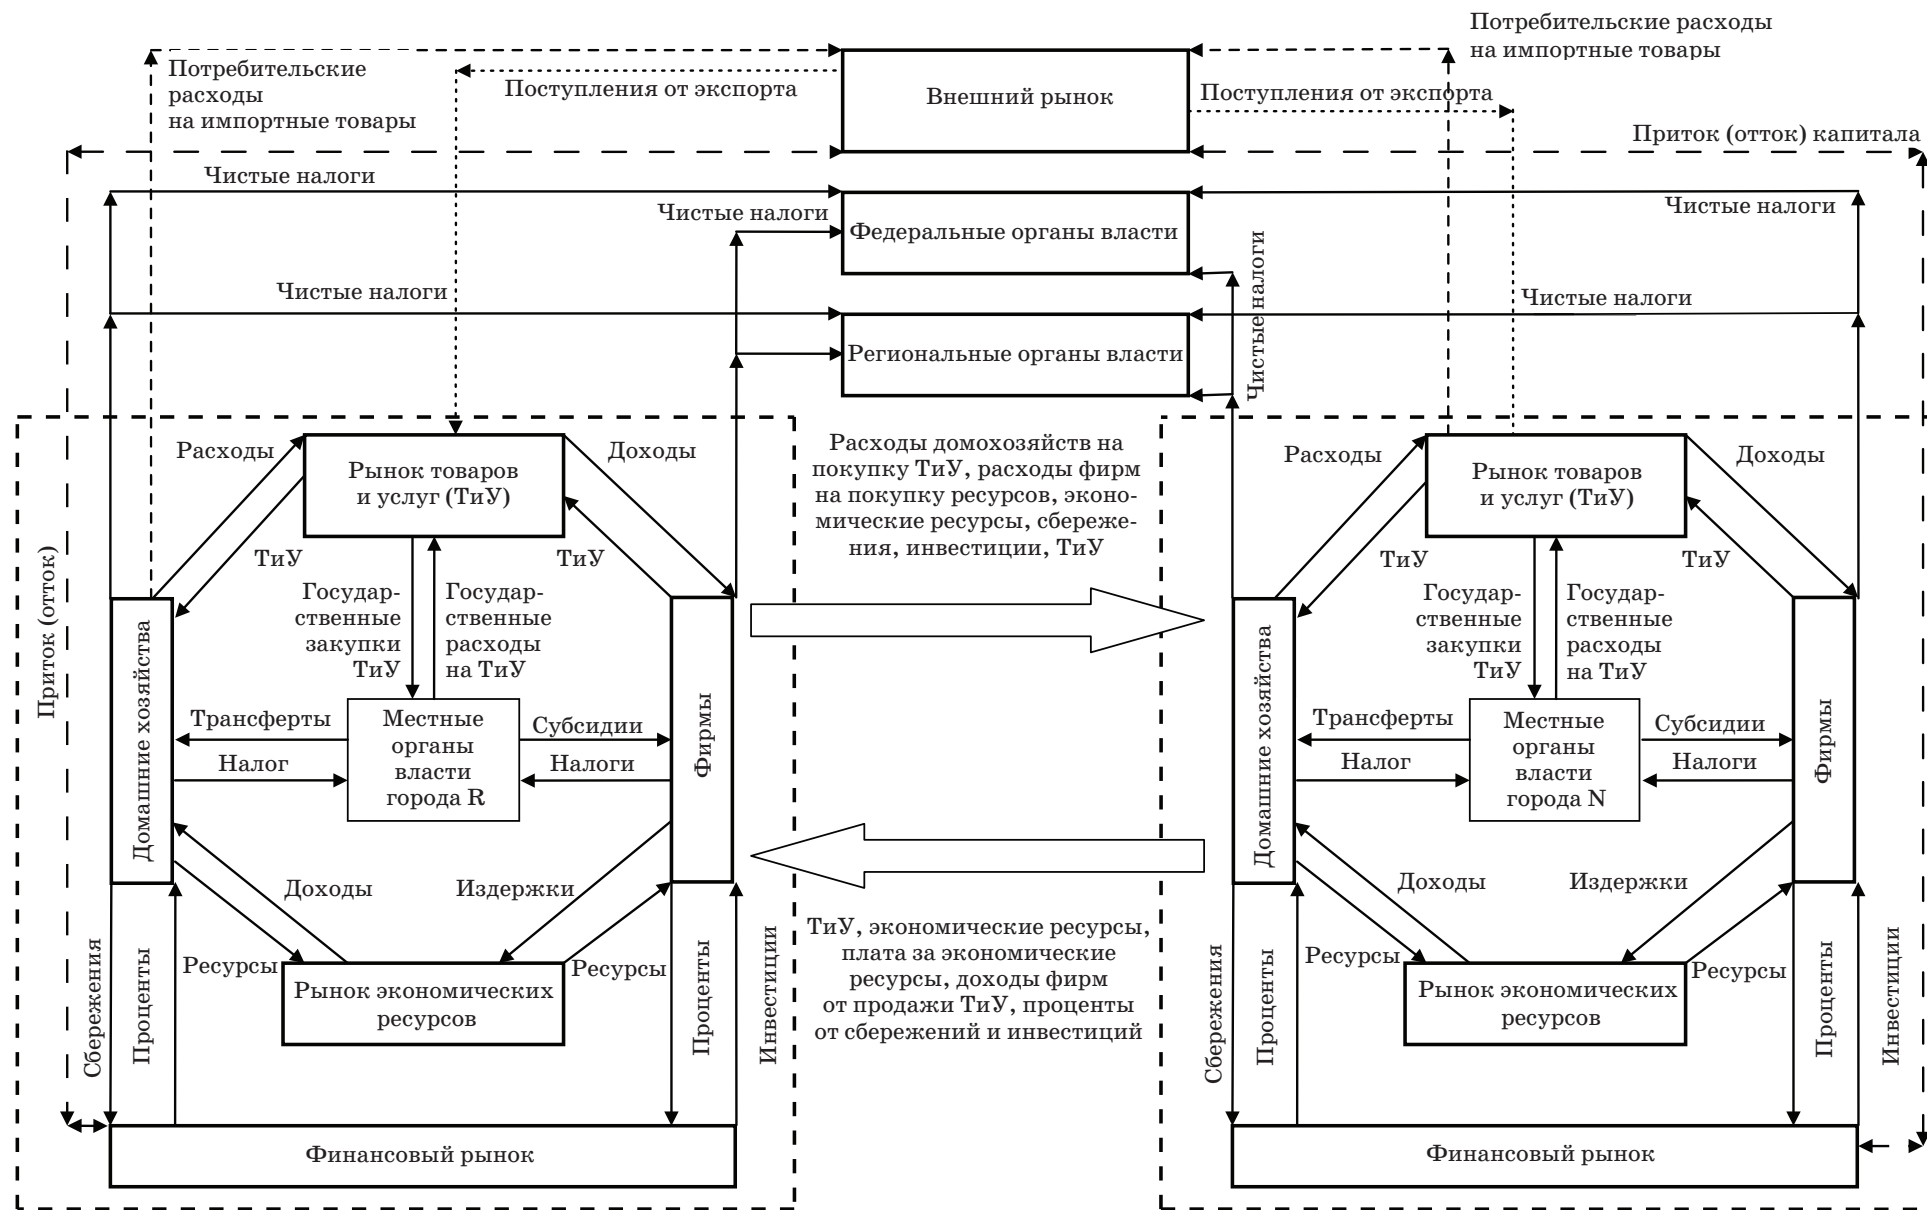 Потребительские расходы
на импортные товары
Потребительские
расходы
на импортные товары
Поступления от экспорта
Внешний рынок
Поступления от экспорта
Приток (отток) капитала
Чистые налоги
Чистые налоги
Федеральные органы власти
Чистые налоги
Чистые налоги
Чистые налоги
Чистые налоги
Региональные органы власти
Приток (отток)
Расходы
Рынок товаров
и услуг (ТиУ)
Доходы
ТиУ
ТиУ
Государ-
ственные
закупки
ТиУ
Государ-
ственные
расходы
на ТиУ
Домашние хозяйства
Трансферты
Налог
Местные
органы
власти
города R
Субсидии
Налоги
Фирмы
Доходы
Издержки
Ресурсы
Ресурсы
Рынок экономических
ресурсов
Сбережения
Проценты
Проценты
Инвестиции
Финансовый рынок
Расходы домохозяйств на
покупку ТиУ, расходы фирм
на покупку ресурсов, эконо-
мические ресурсы, сбереже-
ния, инвестиции, ТиУ
ТиУ, экономические ресурсы,
плата за экономические
ресурсы, доходы фирм
от продажи ТиУ, проценты
от сбережений и инвестиций
Расходы
Рынок товаров
и услуг (ТиУ)
Доходы
ТиУ
ТиУ
Государ-
ственные
закупки
ТиУ
Государ-
ственные
расходы
на ТиУ
Домашние хозяйства
Трансферты
Налог
Местные
органы
власти
города N
Субсидии
Налоги
Фирмы
Доходы
Издержки
Ресурсы
Ресурсы
Рынок экономических
ресурсов
Сбережения
Проценты
Проценты
Инвестиции
Финансовый рынок